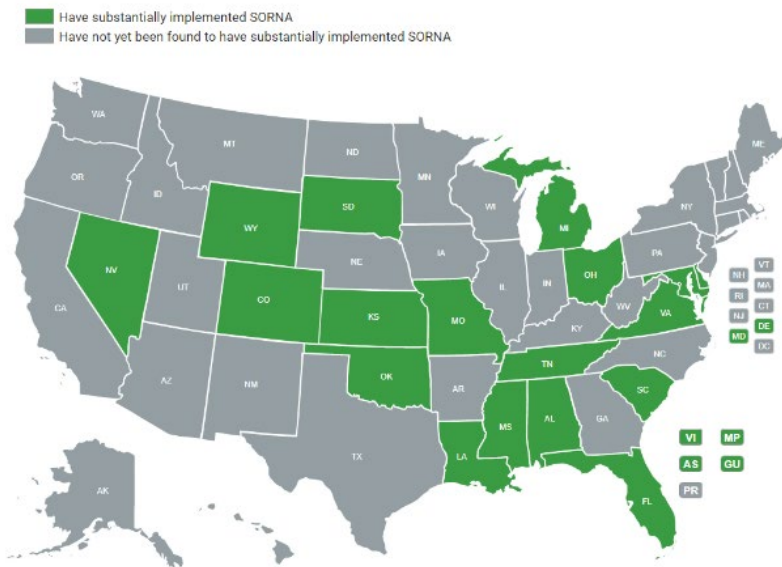 Have substantially implemented SORNA
Have not yet been found to have substantially implemented SORNA
WA
MT
ND
MN
ME
OR
ID
WI
NY
SD
WY
MI
IA
PA
NE
NV
OH
IL
IN
UT
CO
WV
VA
CA
KS
MO
KY
NC
TN
OK
AZ
NM
AR
SC
MS
AL
GA
TX
LA
AK
FL
VT
NH
MA
RI
CT
NJ
DE
MD
DC
VI MP
AS GU
PR